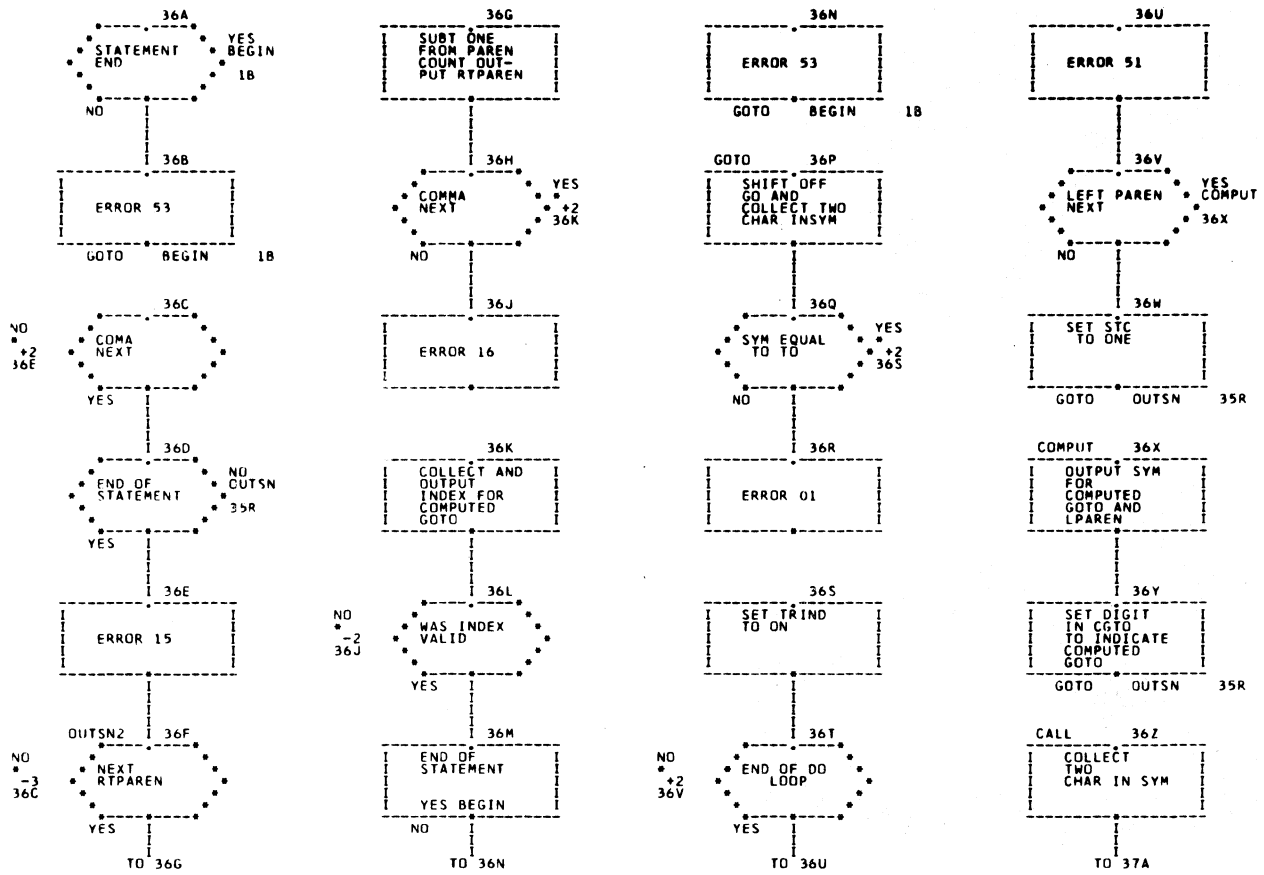 36A
STATEMENT
END
YES
BEGIN
1B
NO
36B
ERROR 53
GOTO BEGIN 1B
36C
NO
*
+2
36E
COMA
NEXT
YES
36D
END OF
STATEMENT
NO
OUTSN
35R
YES
36E
ERROR 15
OUTSN2 36F
NO
*
-3
36C
NEXT
RTPAREN
YES
TO 36G
36G
SUBT ONE
FROM PAREN
COUNT OUT-
PUT RTPAREN
36H
COMMA
NEXT
YES
*
+2
36K
NO
36J
ERROR 16
36K
COLLECT AND
OUTPUT
INDEX FOR
COMPUTED
GOTO
36L
NO
*
-2
36J
WAS INDEX
VALID
YES
36M
END OF
STATEMENT
YES BEGIN
NO
TO 36N
36N
ERROR 53
GOTO BEGIN 1B
GOTO 36P
SHIFT OFF
GO AND
COLLECT TWO
CHAR INSYM
36Q
SYM EQUAL
TO TO
YES
*
+2
36S
NO
36R
ERROR 01
36S
SET TRIND
TO ON
36T
NO
*
+2
36V
END OF DO
LOOP
YES
TO 36U
36U
ERROR 51
36V
LEFT PAREN
NEXT
YES
COMPUT
36X
NO
36W
SET STC
TO ONE
GOTO OUTSN 35R
COMPUT 36X
OUTPUT SYM
FOR
COMPUTED
GOTO AND
LPAREN
36Y
SET DIGIT
IN CGTO
TO INDICATE
COMPUTED
GOTO
GOTO OUTSN 35R
CALL 36Z
COLLECT
TWO
CHAR IN SYM
TO 37A